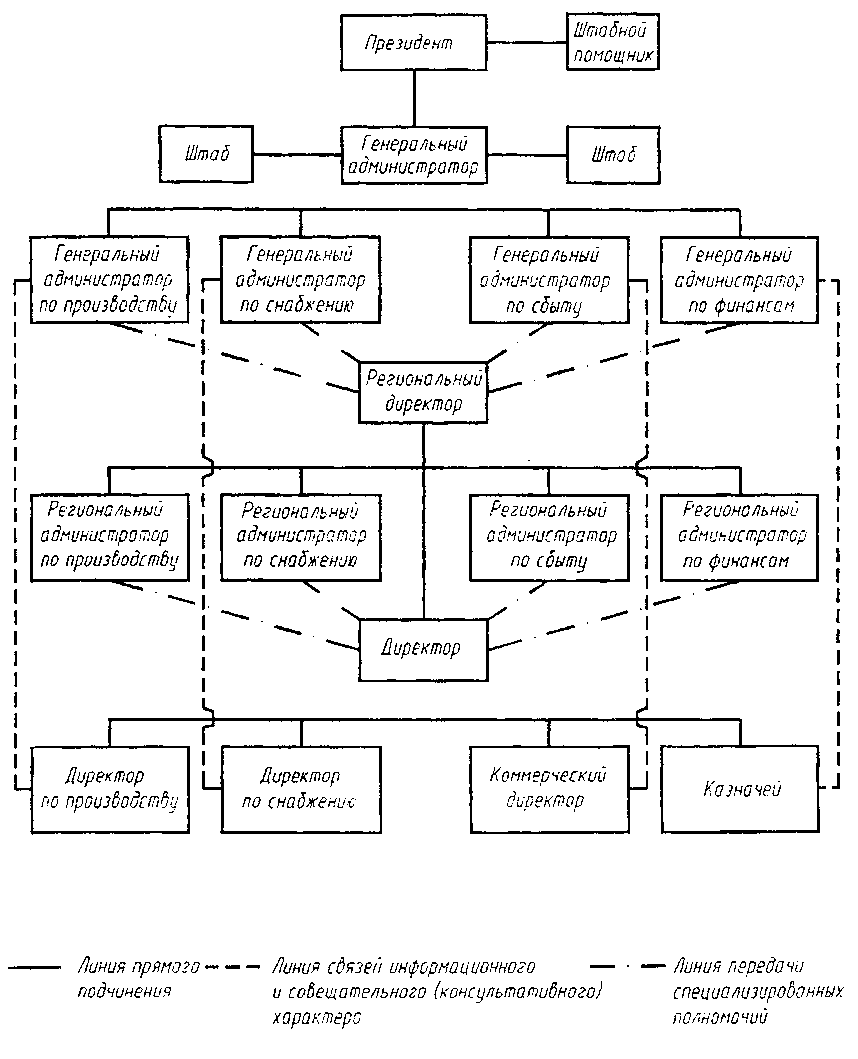 Президент
Штабной
помощник
Штаб
Генеральный
администратор
Штаб
Генеральный
администратор
по производству
Генеральный
администратор
по снабжению
Генеральный
администратор
по сбыту
Генеральный
администратор
по финансам
Региональный
директор
Региональный
администратор
по производству
Региональный
администратор
по снабжению
Региональный
администратор
по сбыту
Региональный
администратор
по финансам
Директор
Директор
по производству
Директор
по снабжению
Коммерческий
директор
Казначей
Линия прямого
подчинения
Линия связей информационного
и совещательного (консультативного)
характера
Линия передачи
специализированных
полномочий